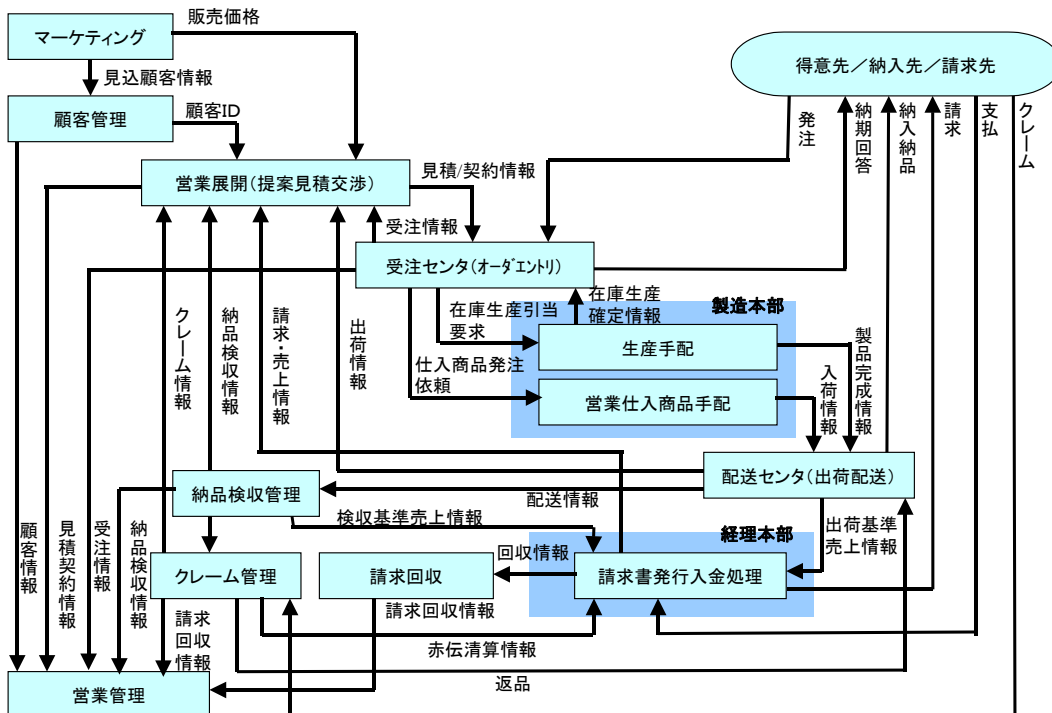 販売価格
マーケティング
見込顧客情報
得意先／納入先／請求先
顧客管理
顧客ID
発注
納期回答
納入納品
請求
支払
クレーム
営業展開（提案見積交渉）
見積/契約情報
受注情報
受注センタ（オーダエントリ）
在庫生産引当
要求
在庫生産
確定情報
製造本部
生産手配
仕入商品発注
依頼
営業仕入商品手配
入荷情報
製品完成情報
クレーム情報
納品検収情報
請求・売上情報
出荷情報
配送センタ（出荷配送）
納品検収管理
配送情報
検収基準売上情報
出荷基準
売上情報
経理本部
回収情報
クレーム管理
請求回収
請求書発行入金処理
請求回収情報
顧客情報
見積契約情報
受注情報
納品検収情報
請求
回収
情報
赤伝清算情報
返品
営業管理